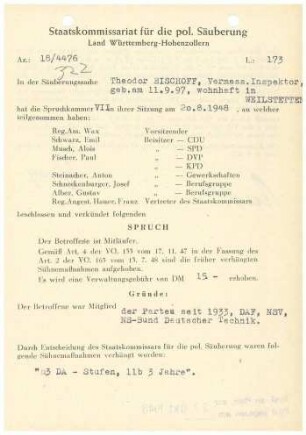 Staatskommissariat für die pol. Säuberung
Land Württemberg-Hohenzollern
Az.: 18/4476 L.: 173
322
In der Säuberungssache Theodor HISCHOFF, Vermess.Inspektor,
geb.am 11.9.97, wohnhaft in
WEILSTETTEN
hat die Spruchkammer VII in ihrer Sitzung am 20.8.1948, an welcher
teilgenommen haben:
Reg.Ass. Wax Vorsitzender
Schwarz, Emil Beisitzer — CDU
Mauch, Alois „ — SPD
Fischer, Paul „ — DVP
„ — KPD
Steimacher, Anton „ — Gewerkschaften
Schneckenburger, Josef „ — Berufsgruppe
Alber, Gustav „ — Berufsgruppe
Reg.Angest. Hauer, Franz Vertreter des Staatskommissars
beschlossen und verkündet folgenden
SPRUCH
Der Betroffene ist Mitläufer.
Gemäß Art. 4 der VO. 133 vom 17. 11. 47 in der Fassung des
Art. 2 der VO. 165 vom 13. 7. 48 sind die früher verhängten
Sühnemaßnahmen aufgehoben.
Es wird eine Verwaltungsgebühr von DM 15 - erhoben.
Gründe:
Der Betroffene war Mitglied der Partei seit 1933, DAF, NSV,
NS-Bund Deutscher Technik.
Durch Entscheidung des Staatskommissars für die pol. Säuberung waren fol-
gende Sühnemaßnahmen verhängt worden:
"o3 DA - Stufen, 11b 3 Jahre".